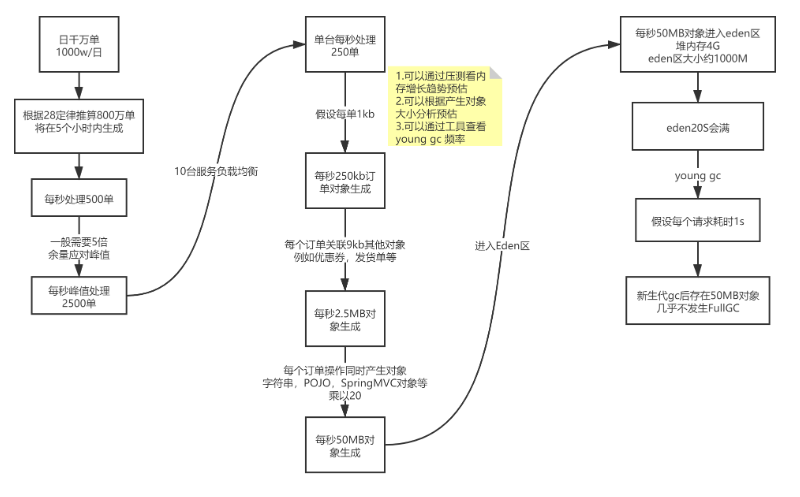 日千万单
1000w/日
根据28定律推算800万单
将在5个小时内生成
每秒处理500单
一般需要5倍
余量应对峰值
每秒峰值处理
2500单
10台服务负载均衡
单台每秒处理
250单
1.可以通过压测看内
存增长趋势预估
2.可以根据产生对象
大小分析预估
3.可以通过工具查看
young gc 频率
假设每单1kb
每秒250kb订
单对象生成
每个订单关联9kb其他对象
例如优惠券，发货单等
每秒2.5MB对
象生成
每个订单操作同时产生对象
字符串，POJO，SpringMVC对象等
乘以20
每秒50MB对
象生成
进入Eden区
每秒50MB对象进入eden区
堆内存4G
eden区大小约1000M
eden20S会满
young gc
假设每个请求耗时1s
新生代gc后存在50MB对象
几乎不发生FullGC